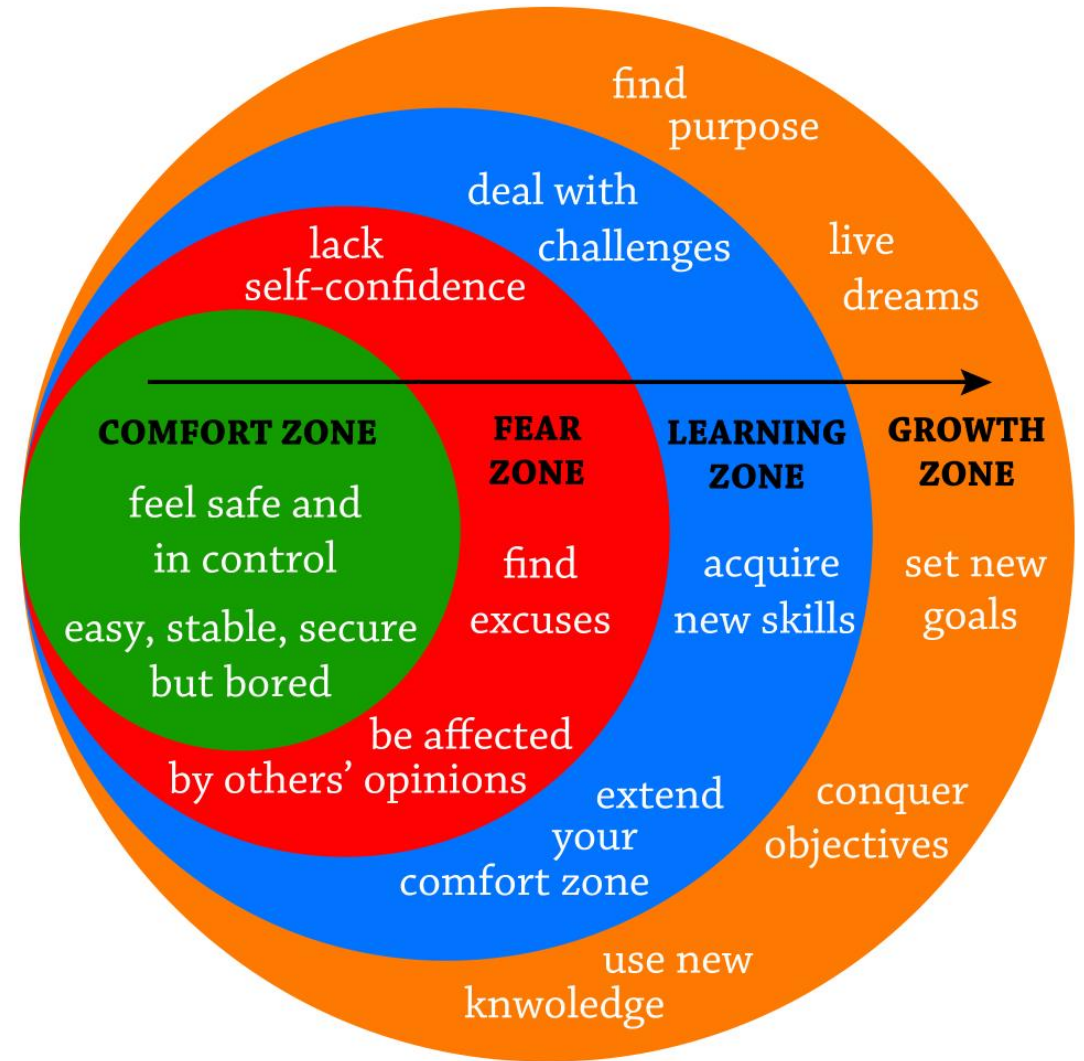 find
purpose
deal with
challenges
live
dreams
lack
self-confidence
COMFORT ZONE
feel safe and
in control
easy, stable, secure
but bored
FEAR
ZONE
find
excuses
be affected
by others’ opinions
LEARNING
ZONE
acquire
new skills
extend
your
comfort zone
GROWTH
ZONE
set new
goals
conquer
objectives
use new
knwoledge